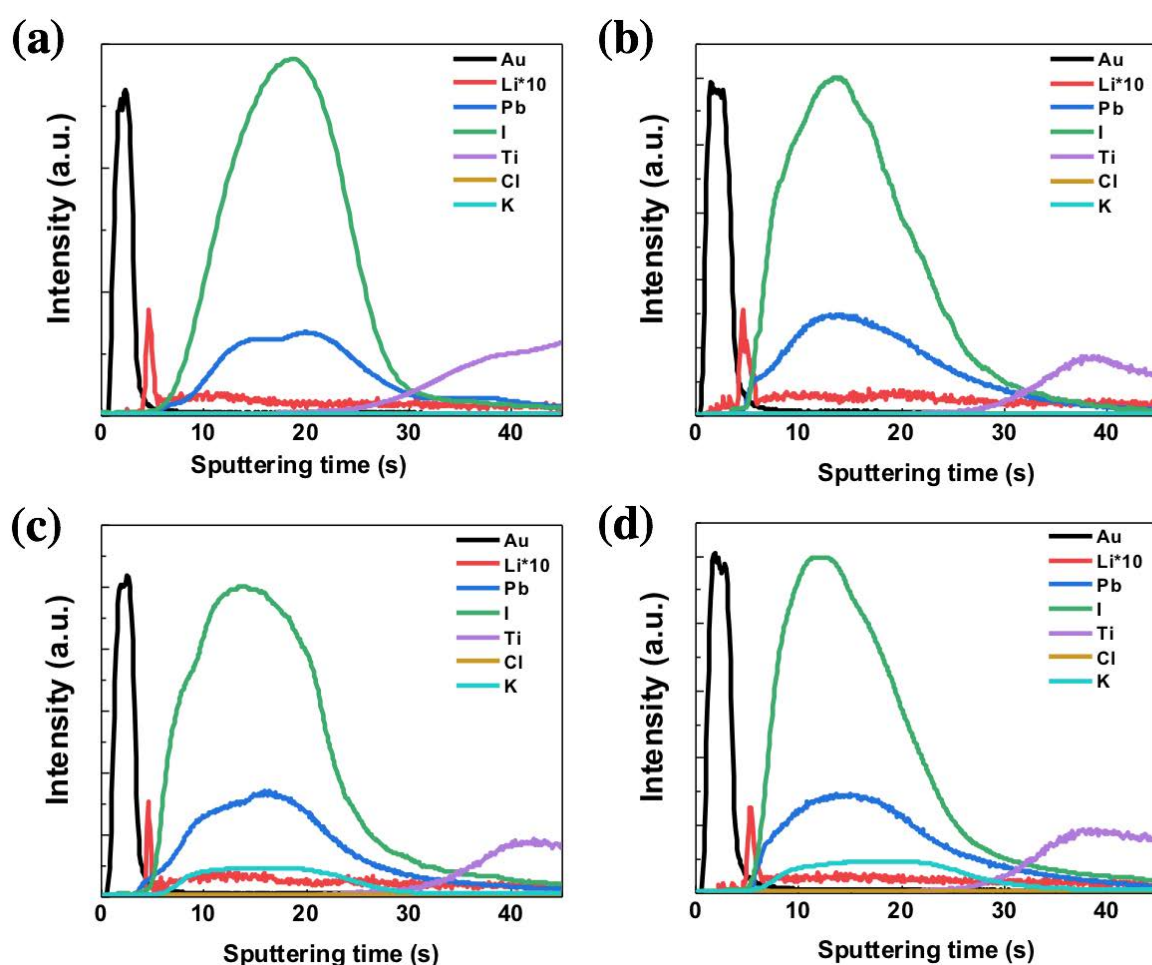 (a)
Intensity (a.u.)
Au
Li*10
Pb
I
Ti
Cl
K
0 10 20 30 40
Sputtering time (s)
(b)
Intensity (a.u.)
Au
Li*10
Pb
I
Ti
Cl
K
0 10 20 30 40
Sputtering time (s)
(c)
Intensity (a.u.)
Au
Li*10
Pb
I
Ti
Cl
K
0 10 20 30 40
Sputtering time (s)
(d)
Intensity (a.u.)
Au
Li*10
Pb
I
Ti
Cl
K
0 10 20 30 40
Sputtering time (s)